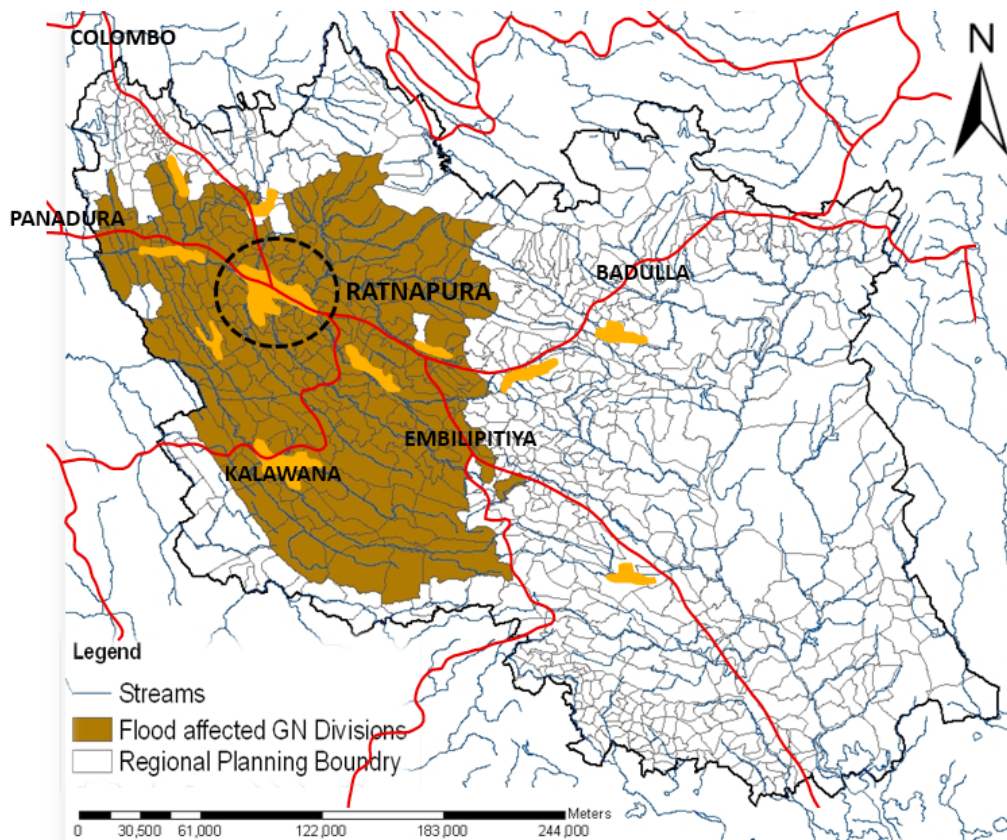 COLOMBO
N
PANADURA
BADULLA
RATNAPURA
EMBILIPITIYA
KALAWANA
Legend
Streams
Flood affected GN Divisions
Regional Planning Boundry
Meters
0 30,500 61,000 122,000 183,000 244,000